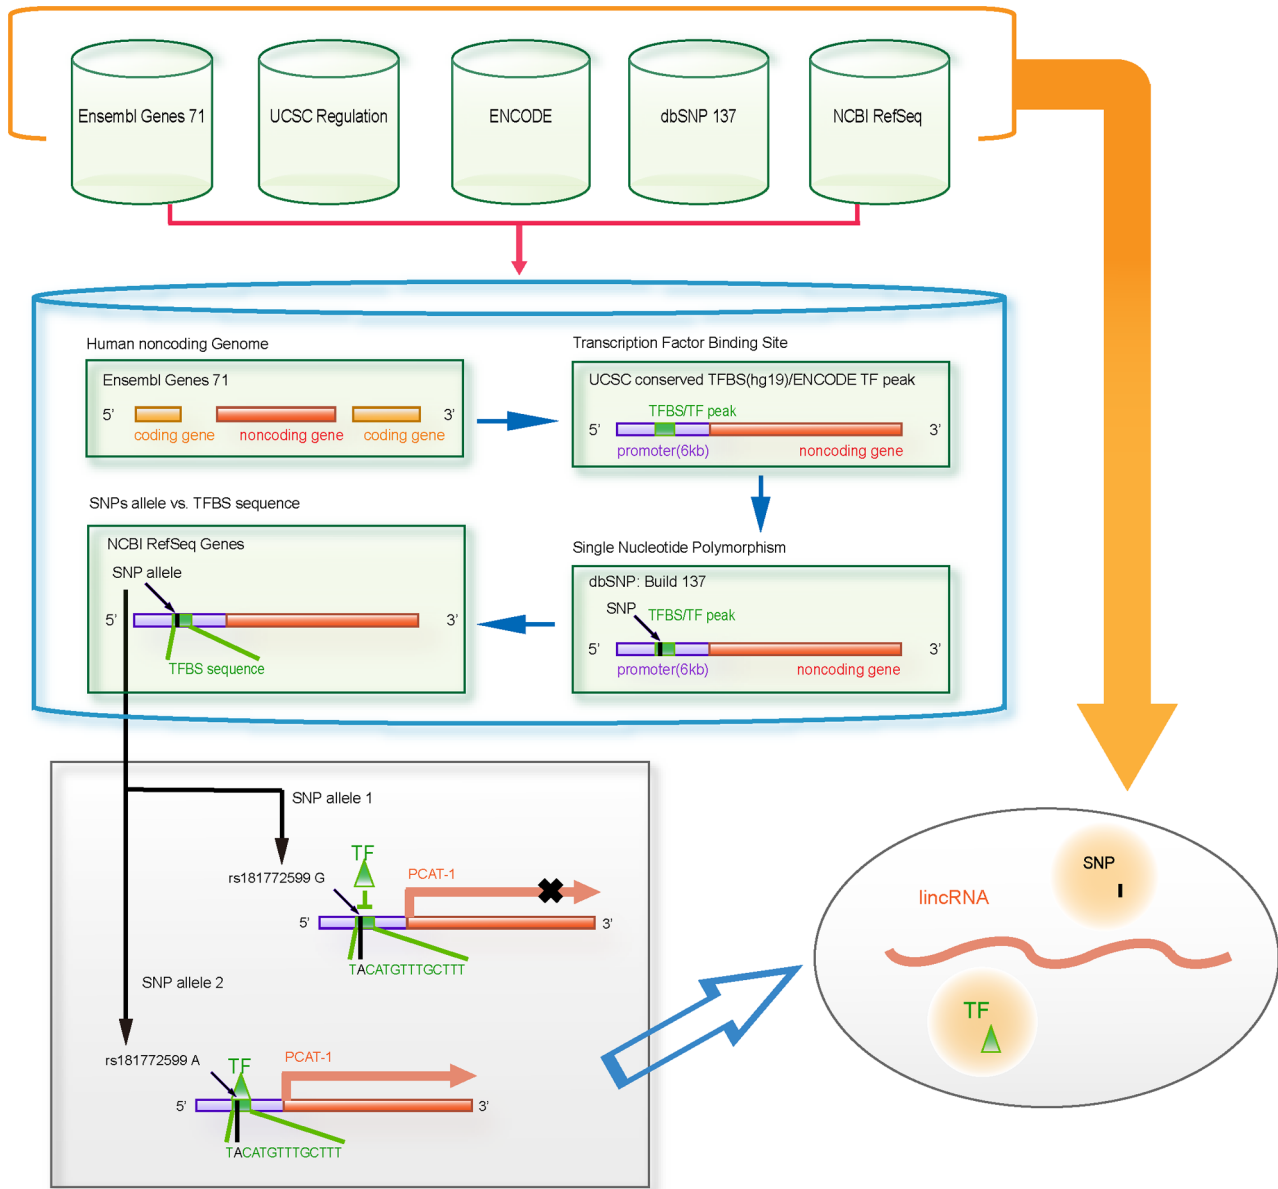 Ensembl Genes 71
UCSC Regulation
ENCODE
dbSNP 137
NCBI RefSeq
Human noncoding Genome
Ensembl Genes 71
5' 3'
coding gene noncoding gene coding gene
Transcription Factor Binding Site
UCSC conserved TFBS(hg19)/ENCODE TF peak
TFBS/TF peak
5' 3'
promoter(6kb) noncoding gene
SNPs allele vs. TFBS sequence
NCBI RefSeq Genes
SNP allele
5' 3'
TFBS sequence
Single Nucleotide Polymorphism
dbSNP: Build 137
SNP TFBS/TF peak
5' 3'
promoter(6kb) noncoding gene
SNP allele 1
TF
rs181772599 G
PCAT-1
5' 3'
TACATGTTTGCTTT
SNP allele 2
rs181772599 A
TF
PCAT-1
5' 3'
TACATGTTTGCTTT
SNP
lincRNA
TF